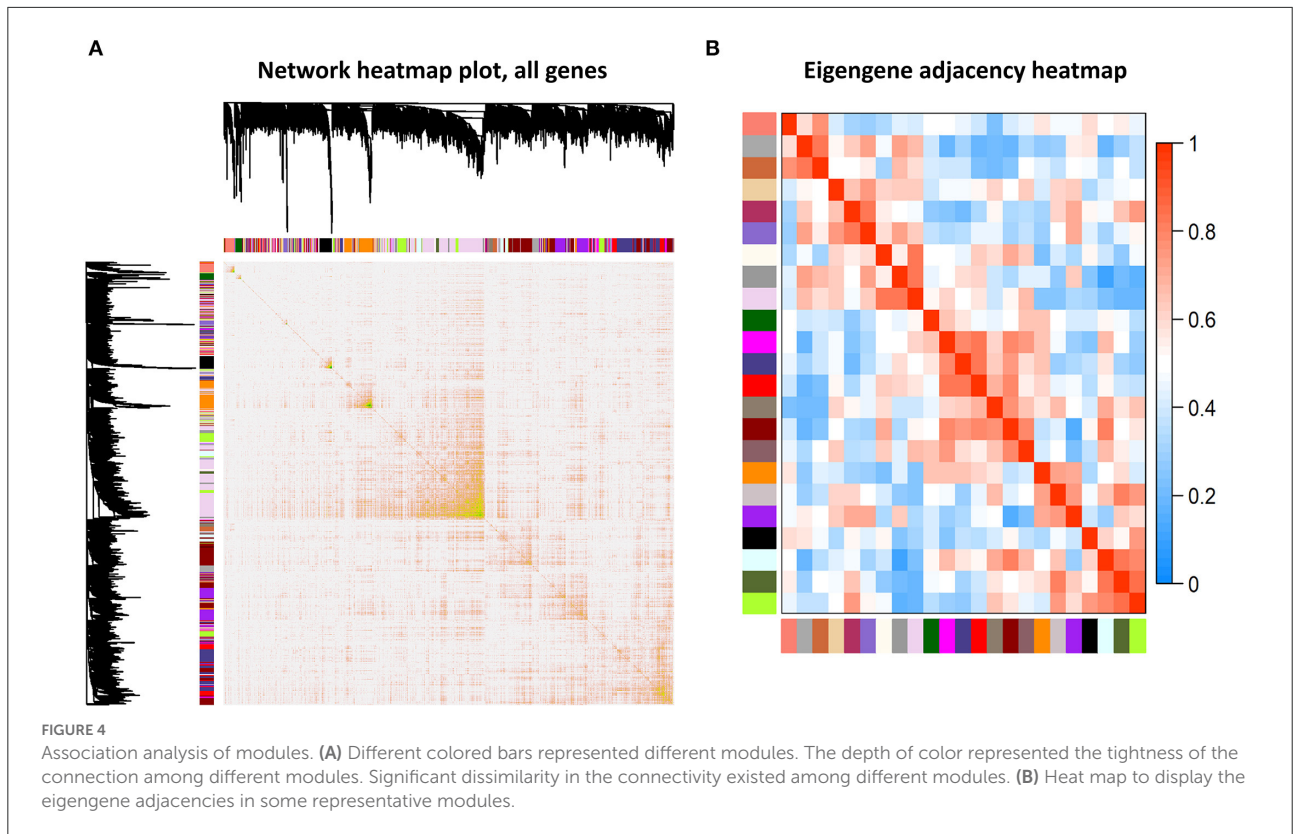 A
Network heatmap plot, all genes
B
Eigengene adjacency heatmap
1
0.8
0.6
0.4
0.2
0
FIGURE 4
Association analysis of modules. (A) Different colored bars represented different modules. The depth of color represented the tightness of the
connection among different modules. Significant dissimilarity in the connectivity existed among different modules. (B) Heat map to display the
eigengene adjacencies in some representative modules.